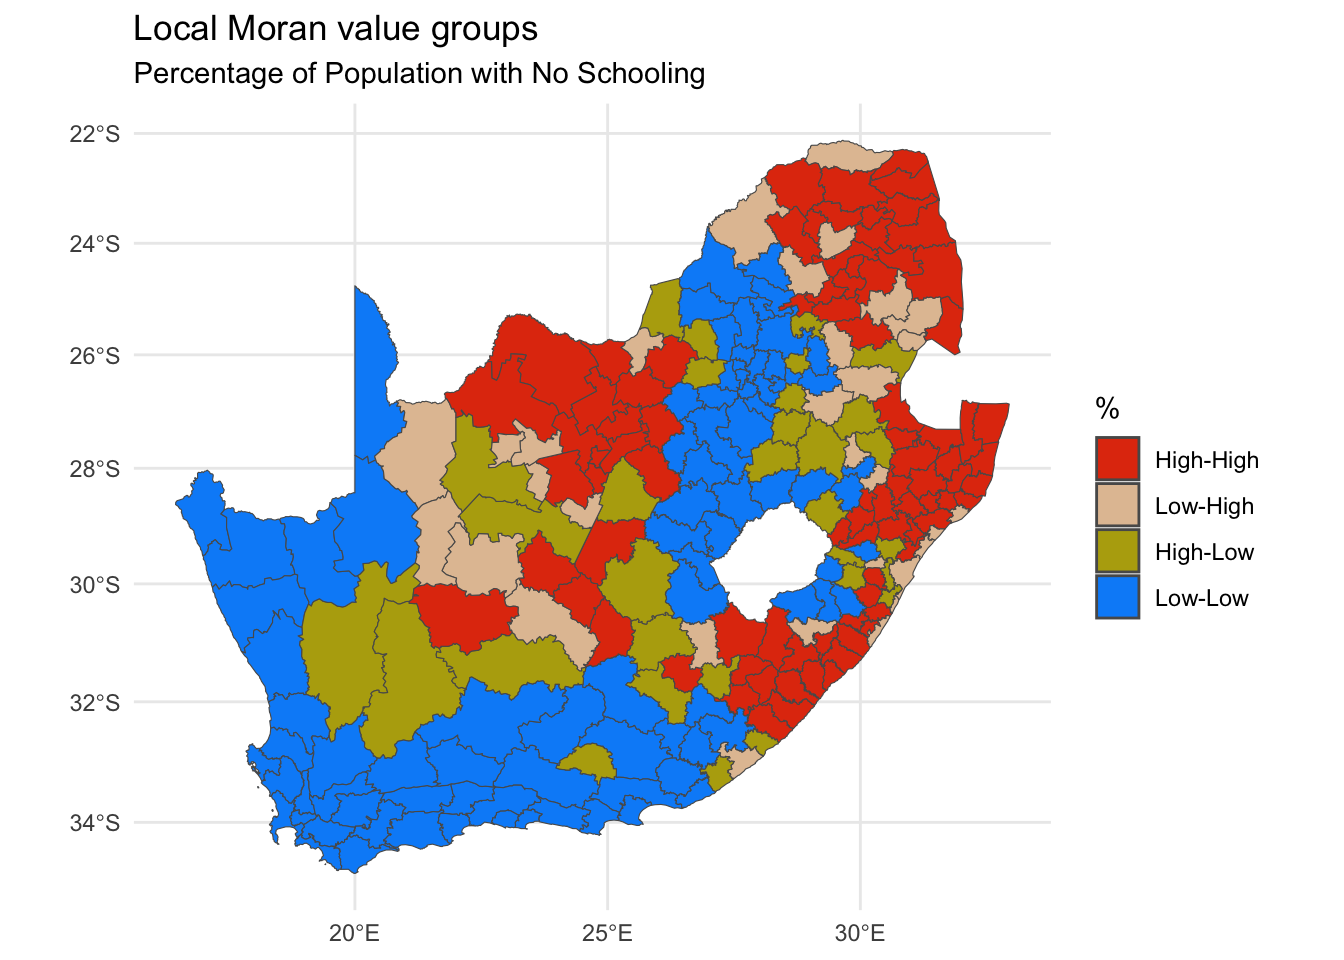 Local Moran value groups
Percentage of Population with No Schooling
22°S
24°S
26°S
28°S
30°S
32°S
34°S
20°E
25°E
30°E
%
High-High
Low-High
High-Low
Low-Low